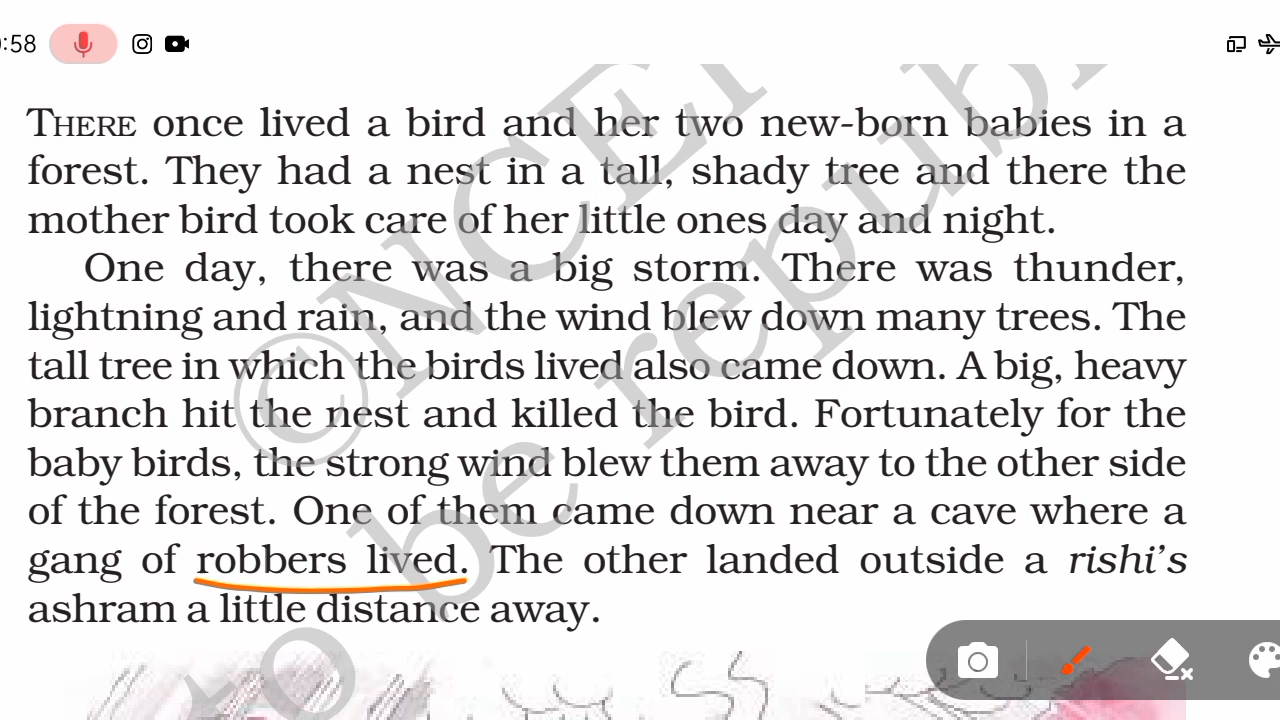 :58
THERE once lived a bird and her two new-born babies in a
forest. They had a nest in a tall, shady tree and there the
mother bird took care of her little ones day and night.
One day, there was a big storm. There was thunder,
lightning and rain, and the wind blew down many trees. The
tall tree in which the birds lived also came down. A big, heavy
branch hit the nest and killed the bird. Fortunately for the
baby birds, the strong wind blew them away to the other side
of the forest. One of them came down near a cave where a
gang of robbers lived. The other landed outside a rishi's
ashram a little distance away.
©NCE
to be republ